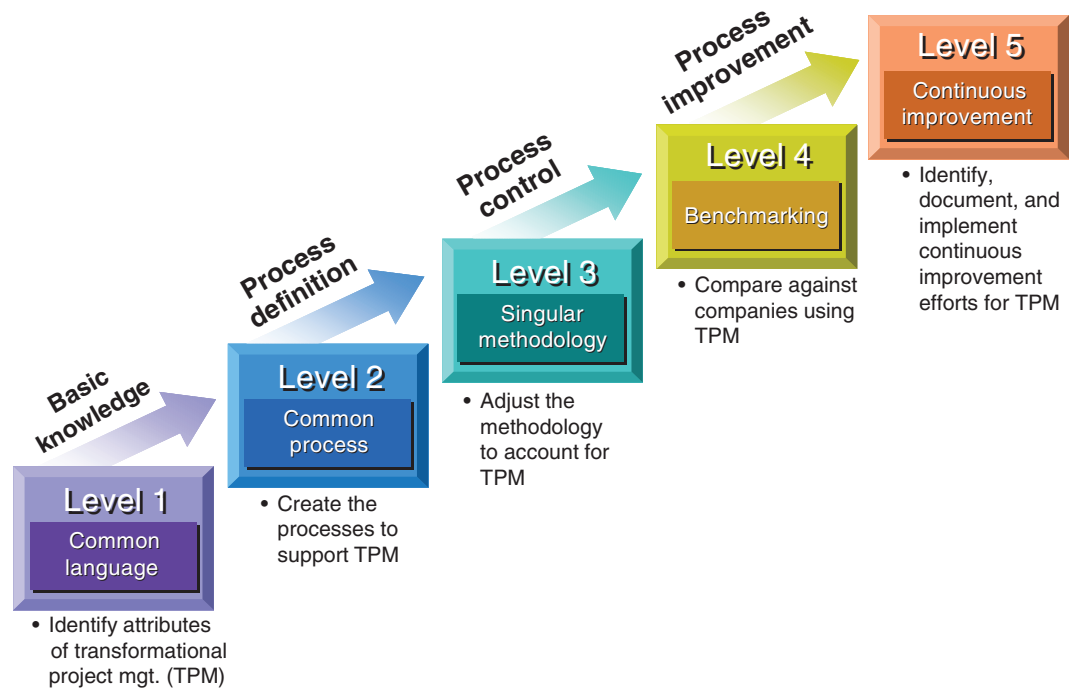 Basic
knowledge
Level 1
Common
language
• Identify attributes
of transformational
project mgt. (TPM)
Process
definition
Level 2
Common
process
• Create the
processes to
support TPM
Process
control
Level 3
Singular
methodology
• Adjust the
methodology
to account for
TPM
Process
improvement
Level 4
Benchmarking
• Compare against
companies using
TPM
Level 5
Continuous
improvement
• Identify,
document, and
implement
continuous
improvement
efforts for TPM